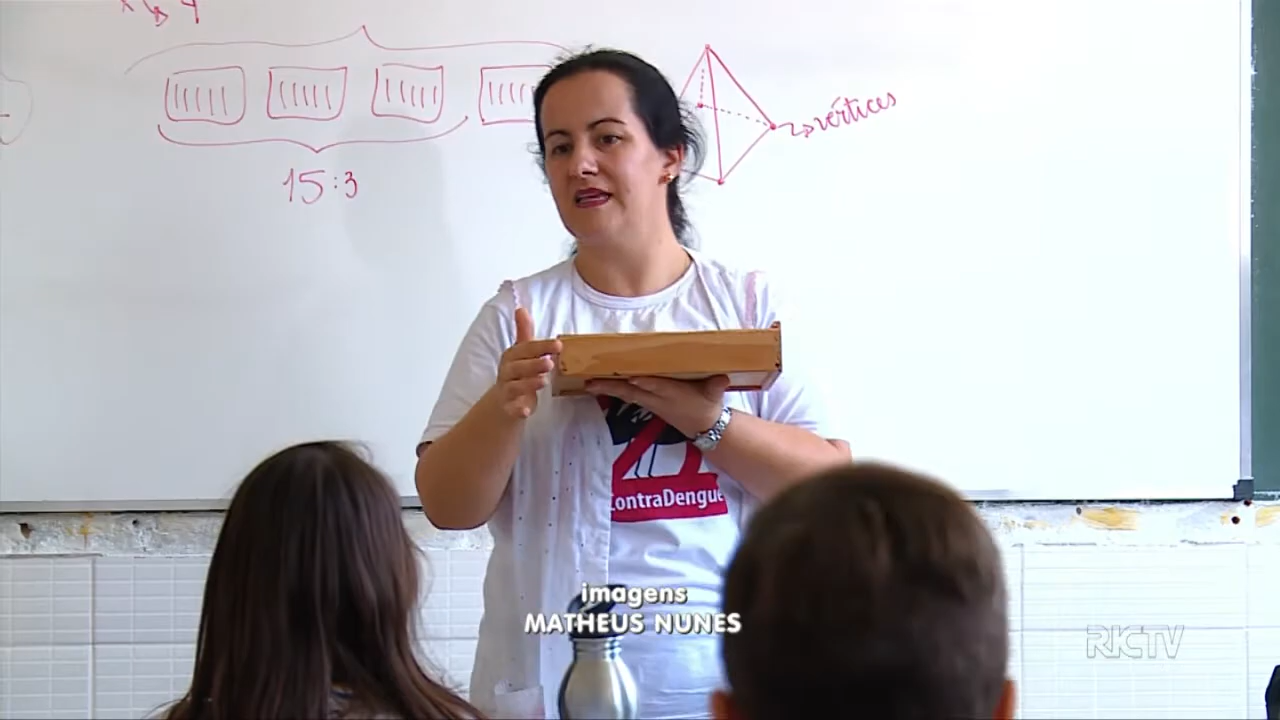 vértices
15:3
ContraDengue
imagens
MATHEUS NUNES
RICTV